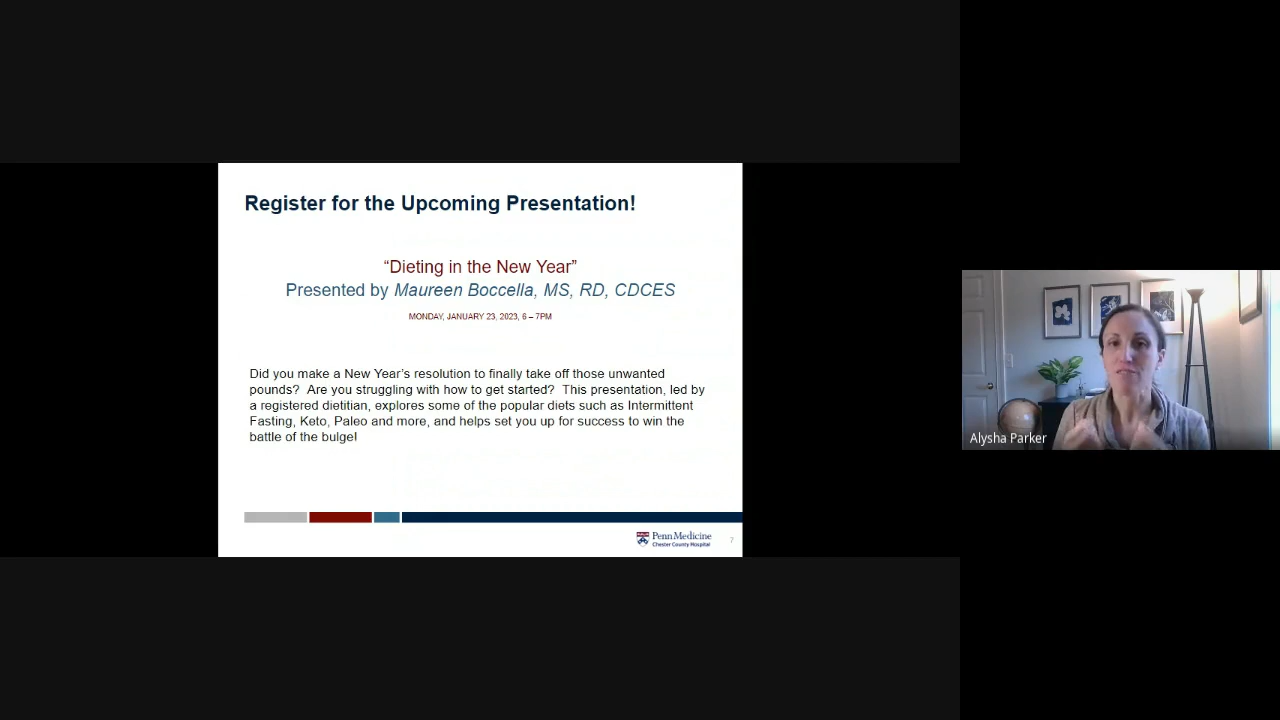 Register for the Upcoming Presentation!
“Dieting in the New Year”
Presented by Maureen Boccella, MS, RD, CDCES
MONDAY, JANUARY 23, 2023, 6 – 7PM
Did you make a New Year’s resolution to finally take off those unwanted
pounds?  Are you struggling with how to get started?  This presentation, led by
a registered dietitian, explores some of the popular diets such as Intermittent
Fasting, Keto, Paleo and more, and helps set you up for success to win the
battle of the bulge!
Penn Medicine
Chester County Hospital
7
Alysha Parker